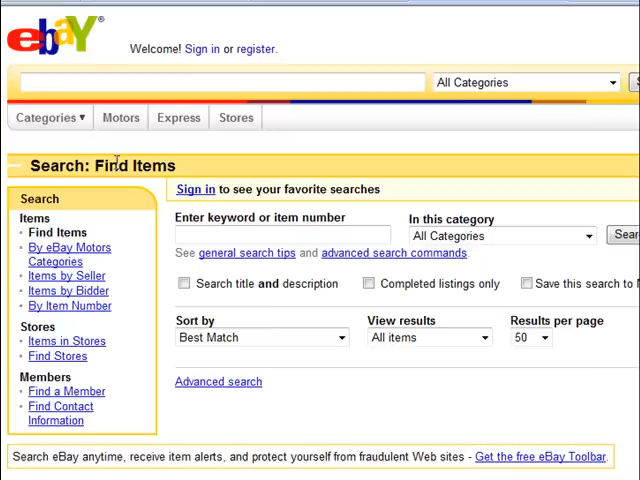 ebaY®
Welcome! Sign in or register.
All Categories
Categories Motors Express Stores
Search: Find Items
Sign in to see your favorite searches
Search
Items
Find Items
By eBay Motors
Categories
Items by Seller
Items by Bidder
By Item Number
Stores
Items in Stores
Find Stores
Members
Find a Member
Find Contact
Information
Enter keyword or item number
In this category
All Categories
See general search tips and advanced search commands.
Search title and description
Completed listings only
Save this search to
Sort by
View results
Results per page
Best Match
All items
50
Advanced search
Search eBay anytime, receive item alerts, and protect yourself from fraudulent Web sites - Get the free eBay Toolbar.